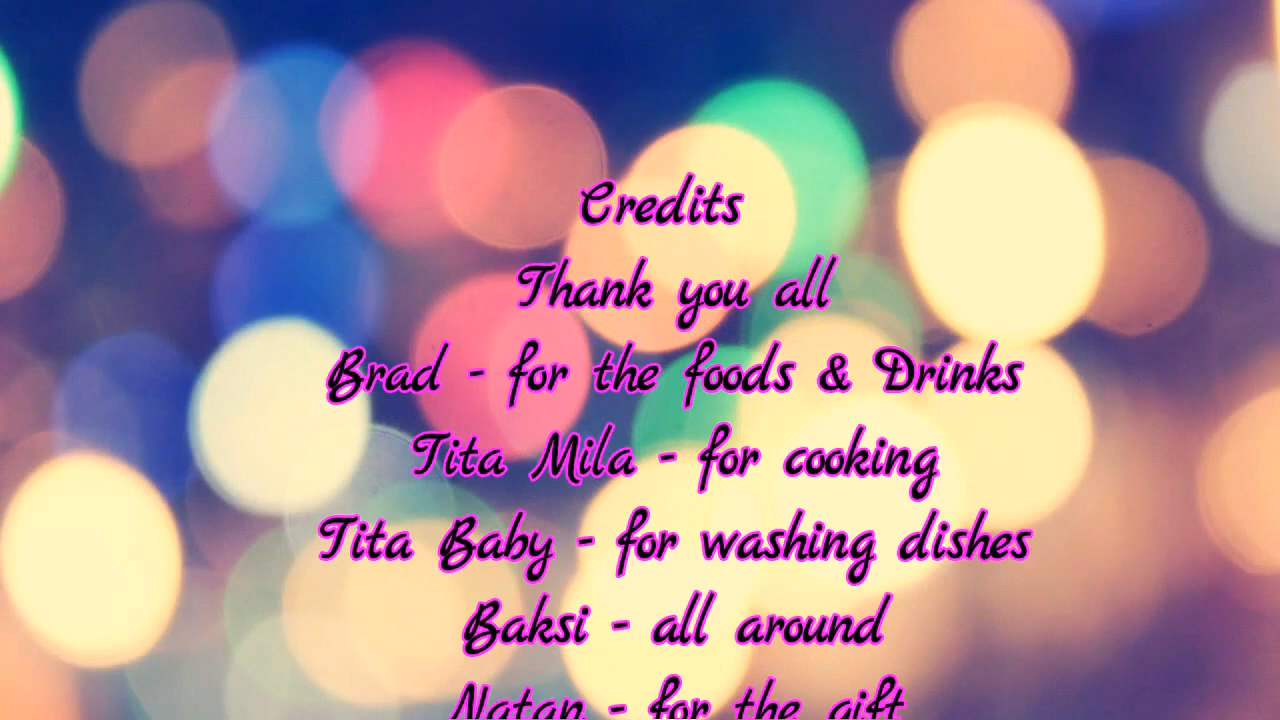 Credits
Thank you all
Brad - for the foods & Drinks
Tita Mila - for cooking
Tita Baby - for washing dishes
Baksi - all around
Natan - for the gift